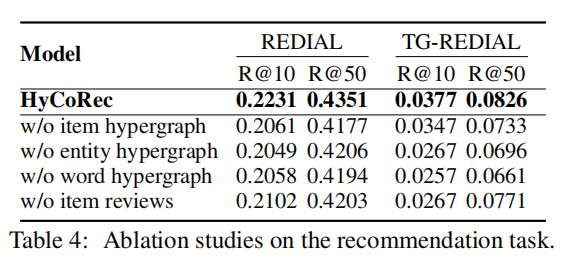 Model REDIAL TG-REDIAL
R@10 R@50 R@10 R@50
HyCoRec 0.2231 0.4351 0.0377 0.0826
w/o item hypergraph 0.2061 0.4177 0.0347 0.0733
w/o entity hypergraph 0.2049 0.4206 0.0267 0.0696
w/o word hypergraph 0.2058 0.4194 0.0257 0.0661
w/o item reviews 0.2102 0.4203 0.0267 0.0771
Table 4: Ablation studies on the recommendation task.